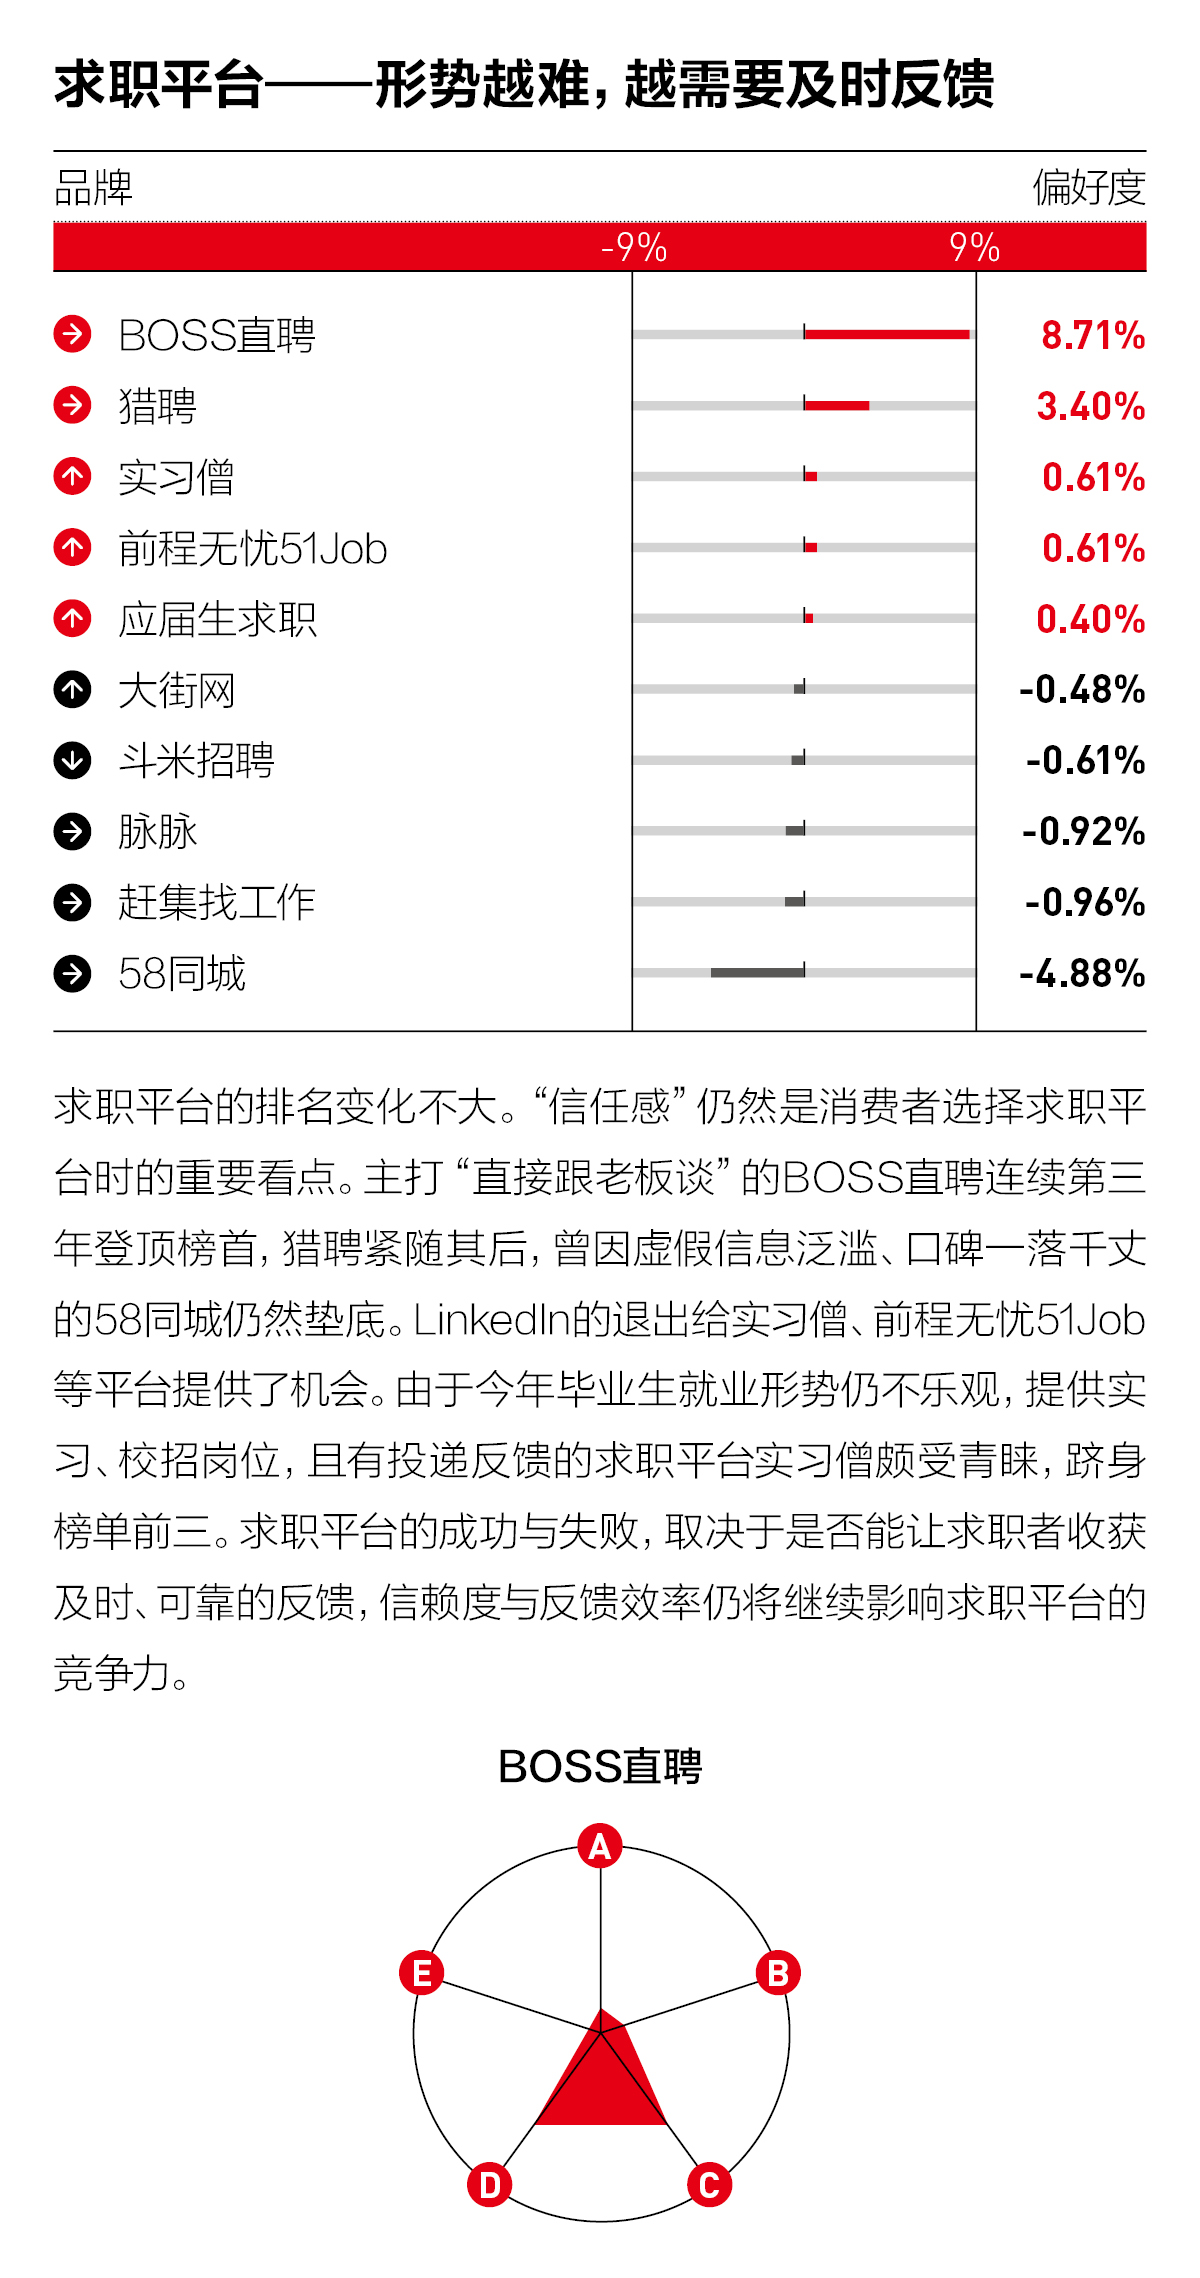 求职平台——形势越难，越需要及时反馈
品牌 偏好度
-9% 9%
BOSS直聘 8.71%
猎聘 3.40%
实习僧 0.61%
前程无忧51Job 0.61%
应届生求职 0.40%
大街网 -0.48%
斗米招聘 -0.61%
脉脉 -0.92%
赶集找工作 -0.96%
58同城 -4.88%
求职平台的排名变化不大。“信任感”仍然是消费者选择求职平
台时的重要看点。主打“直接跟老板谈”的BOSS直聘连续第三
年登顶榜首，猎聘紧随其后，曾因虚假信息泛滥、口碑一落千丈
的58同城仍然垫底。LinkedIn的退出给实习僧、前程无忧51Job
等平台提供了机会。由于今年毕业生就业形势仍不乐观，提供实
习、校招岗位，且有投递反馈的求职平台实习僧颇受青睐，跻身
榜单前三。求职平台的成功与失败，取决于是否能让求职者收获
及时、可靠的反馈，信赖度与反馈效率仍将继续影响求职平台的
竞争力。
BOSS直聘
A
E B
D C